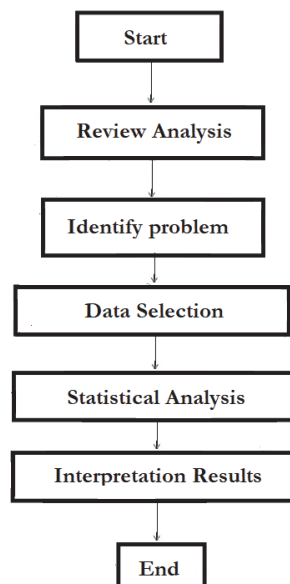 Start
Review Analysis
Identify problem
Data Selection
Statistical Analysis
Interpretation Results
End